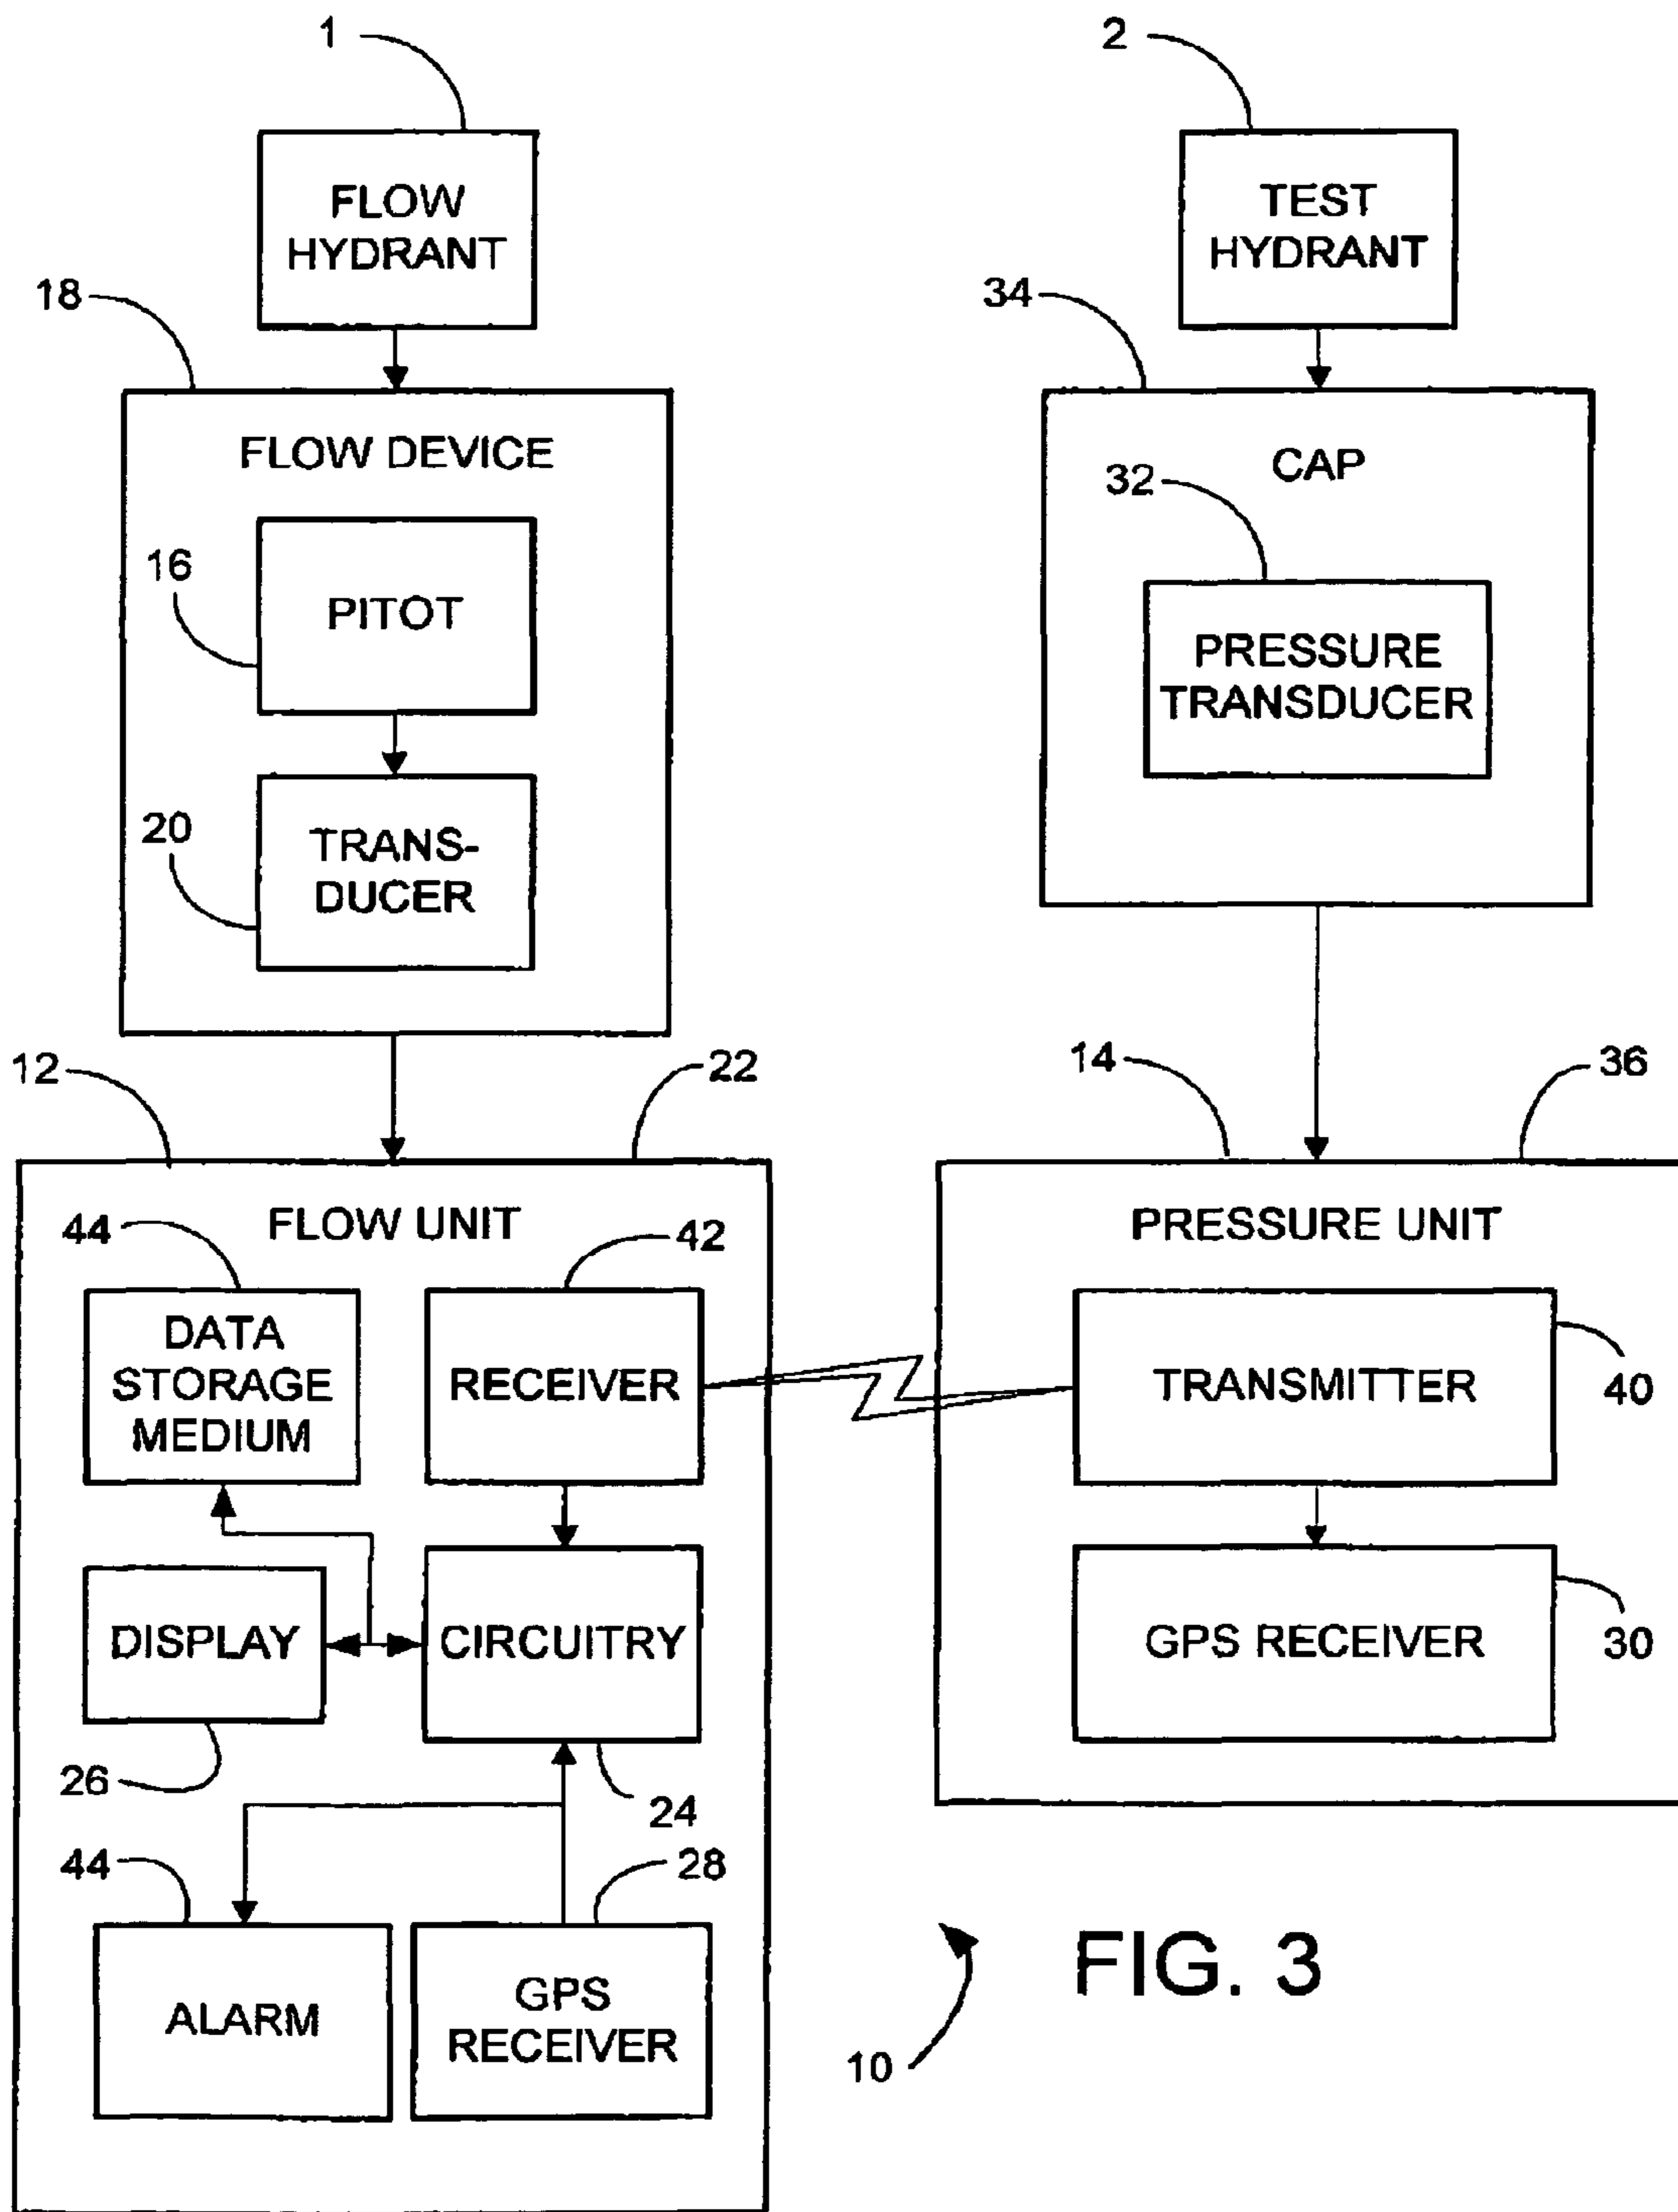 1
2
FLOW
HYDRANT
TEST
HYDRANT
18
34
FLOW DEVICE
CAP
32
16
PITOT
PRESSURE
TRANSDUCER
20
TRANS-
DUCER
12
22
14
36
FLOW UNIT
PRESSURE UNIT
44
42
DATA
STORAGE
MEDIUM
RECEIVER
TRANSMITTER
40
DISPLAY
CIRCUITRY
GPS RECEIVER
30
26
24
44
28
ALARM
GPS
RECEIVER
10
FIG. 3